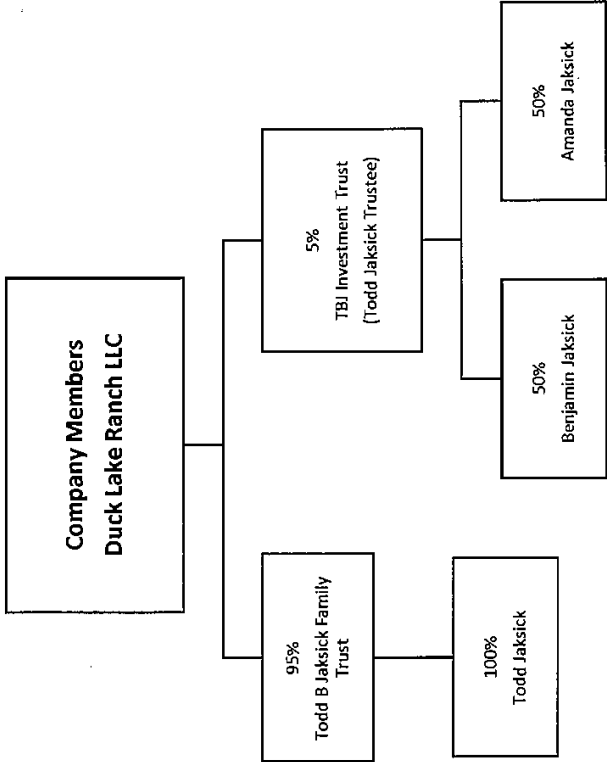 Company Members
Duck Lake Ranch LLC
95%
Todd B Jaksick Family
Trust
5%
TBJ Investment Trust
(Todd Jaksick Trustee)
100%
Todd Jaksick
50%
Benjamin Jaksick
50%
Amanda Jaksick